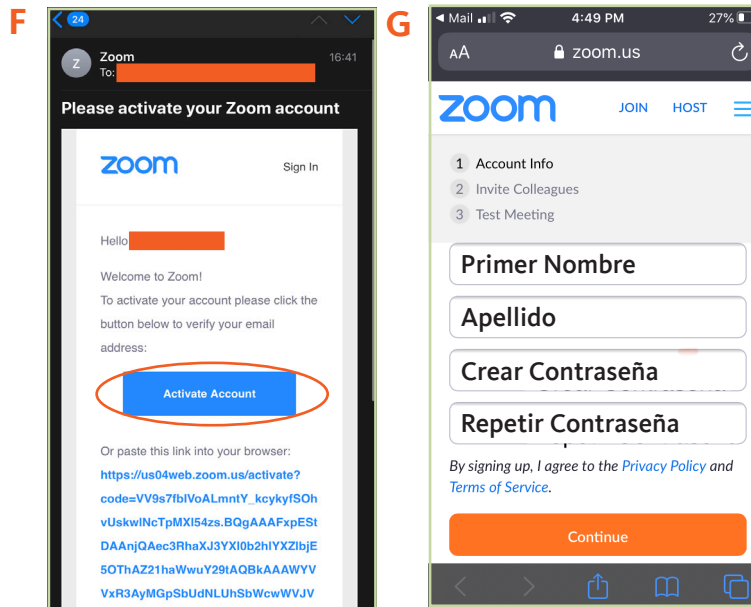 F
24
Z
Zoom
16:41
To:
Please activate your Zoom account
zoom
Sign In
Hello
Welcome to Zoom!
To activate your account please click the
button below to verify your email
address:
Activate Account
Or paste this link into your browser:
https://us04web.zoom.us/activate?
code=VV9s7fblVoALmntY_kcykyfSOh
vUskwlNcTpMXl54zs.BQgAAAFxpESt
DAAnjQAec3RhaXJ3YXl0b2hlYXZlbjE
5OThAZ21haWwuY29tAQBkAAAWYV
VxR3AyMGpSbUdNLUhSbWcwWVJV
G
Mail
4:49 PM
27%
AA
zoom.us
zoom
JOIN HOST
1 Account Info
2 Invite Colleagues
3 Test Meeting
Primer Nombre
Apellido
Crear Contraseña
Repetir Contraseña
By signing up, I agree to the Privacy Policy and
Terms of Service.
Continue